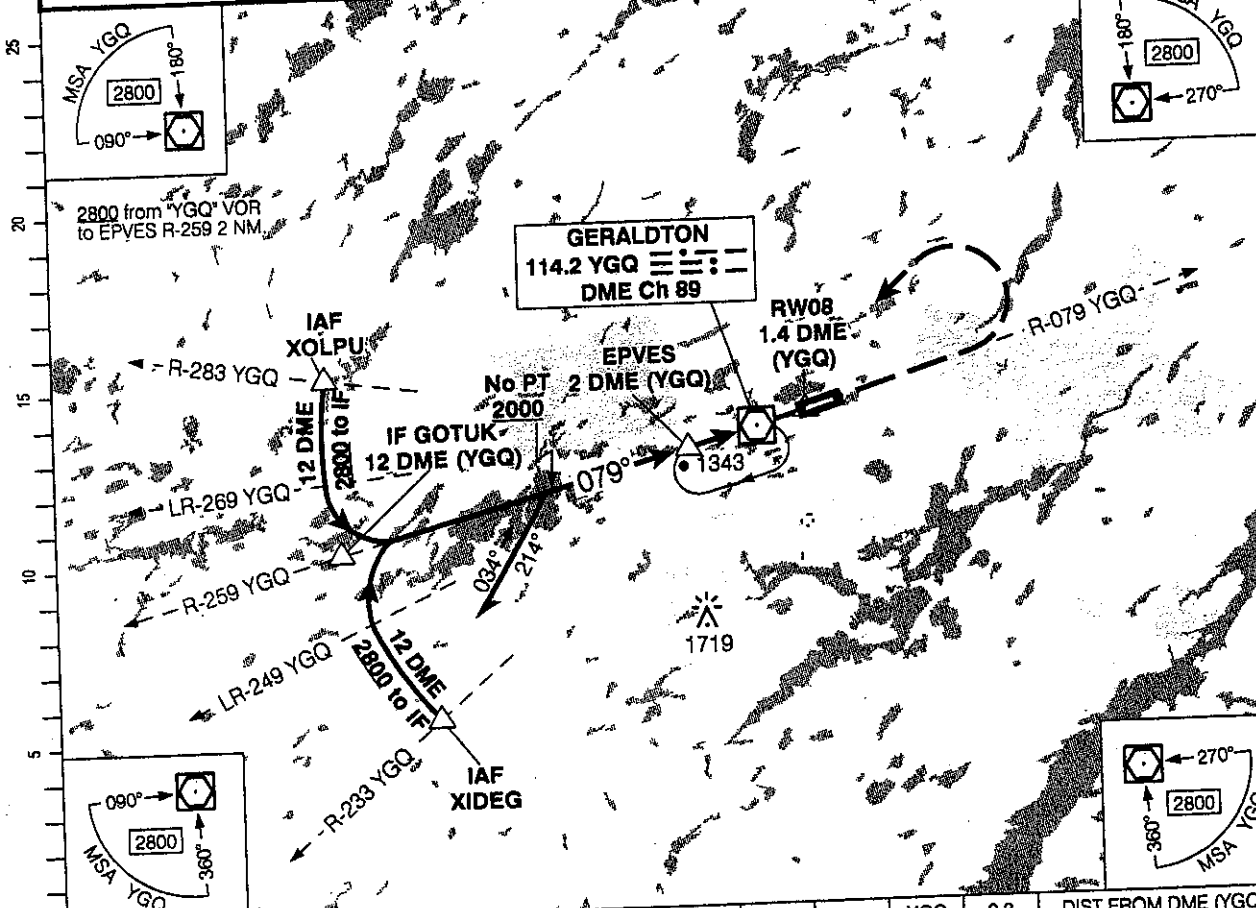 25
20
15
10
5
MSA YGQ
2800
180°
090°
YGQ
180°
2800
270°
2800 from "YGQ" VOR
to EPVES R-259 2 NM.
GERALDTON
114.2 YGQ
DME Ch 89
RW08
1.4 DME
(YGQ)
R-079 YGQ
IAF
XOLPU
R-283 YGQ
EPVES
2 DME (YGQ)
No PT
2000
12 DME
2800 to IF
IF GOTUK
12 DME (YGQ)
079°
1343
LR-269 YGQ
R-259 YGQ
034°
214°
1719
LR-249 YGQ
12 DME
2800 to IF
R-233 YGQ
IAF
XIDEG
090°
2800
360°
MSA YGQ
270°
2800
360°
MSA YGQ
YGQ
DIST FROM DME (YGQ